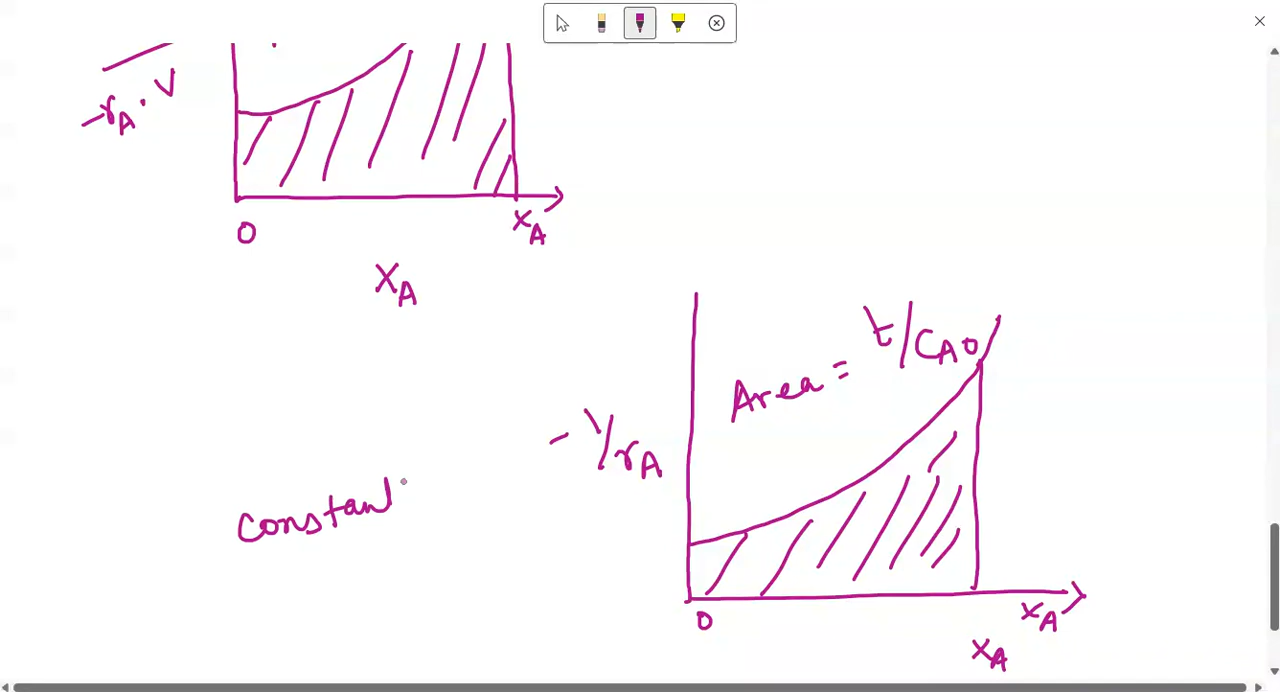 -rA . V
0
xA
XA
Area = t/CA0
- 1/rA
constant
0
xA
xA